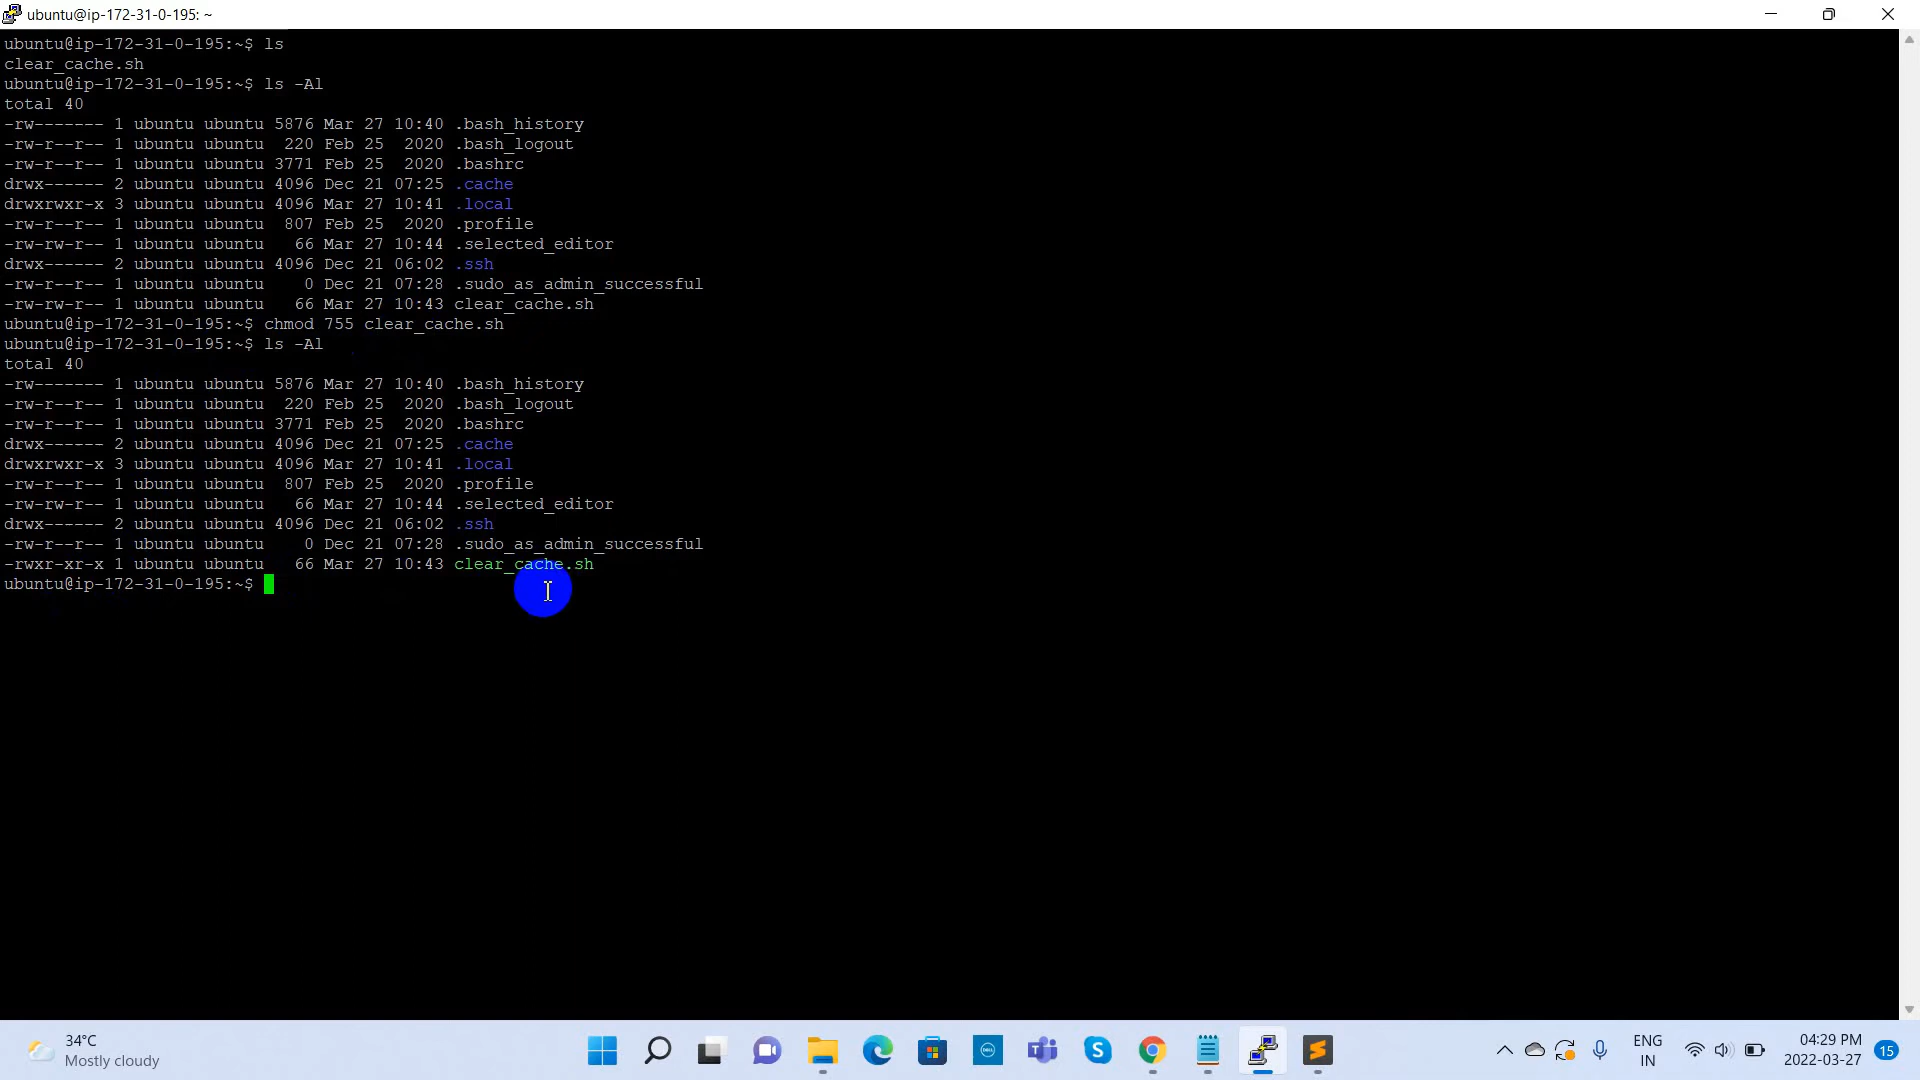 ubuntu@ip-172-31-0-195: ~
ubuntu@ip-172-31-0-195:~$ ls
clear_cache.sh
ubuntu@ip-172-31-0-195:~$ ls -Al
total 40
-rw------- 1 ubuntu ubuntu 5876 Mar 27 10:40 .bash_history
-rw-r--r-- 1 ubuntu ubuntu  220 Feb 25  2020 .bash_logout
-rw-r--r-- 1 ubuntu ubuntu 3771 Feb 25  2020 .bashrc
drwx------ 2 ubuntu ubuntu 4096 Dec 21 07:25 .cache
drwxrwxr-x 3 ubuntu ubuntu 4096 Mar 27 10:41 .local
-rw-r--r-- 1 ubuntu ubuntu  807 Feb 25  2020 .profile
-rw-rw-r-- 1 ubuntu ubuntu   66 Mar 27 10:44 .selected_editor
drwx------ 2 ubuntu ubuntu 4096 Dec 21 06:02 .ssh
-rw-r--r-- 1 ubuntu ubuntu    0 Dec 21 07:28 .sudo_as_admin_successful
-rw-rw-r-- 1 ubuntu ubuntu   66 Mar 27 10:43 clear_cache.sh
ubuntu@ip-172-31-0-195:~$ chmod 755 clear_cache.sh
ubuntu@ip-172-31-0-195:~$ ls -Al
total 40
-rw------- 1 ubuntu ubuntu 5876 Mar 27 10:40 .bash_history
-rw-r--r-- 1 ubuntu ubuntu  220 Feb 25  2020 .bash_logout
-rw-r--r-- 1 ubuntu ubuntu 3771 Feb 25  2020 .bashrc
drwx------ 2 ubuntu ubuntu 4096 Dec 21 07:25 .cache
drwxrwxr-x 3 ubuntu ubuntu 4096 Mar 27 10:41 .local
-rw-r--r-- 1 ubuntu ubuntu  807 Feb 25  2020 .profile
-rw-rw-r-- 1 ubuntu ubuntu   66 Mar 27 10:44 .selected_editor
drwx------ 2 ubuntu ubuntu 4096 Dec 21 06:02 .ssh
-rw-r--r-- 1 ubuntu ubuntu    0 Dec 21 07:28 .sudo_as_admin_successful
-rwxr-xr-x 1 ubuntu ubuntu   66 Mar 27 10:43 clear_cache.sh
ubuntu@ip-172-31-0-195:~$
34°C
Mostly cloudy
DELL
ENG
IN
04:29 PM
2022-03-27
15